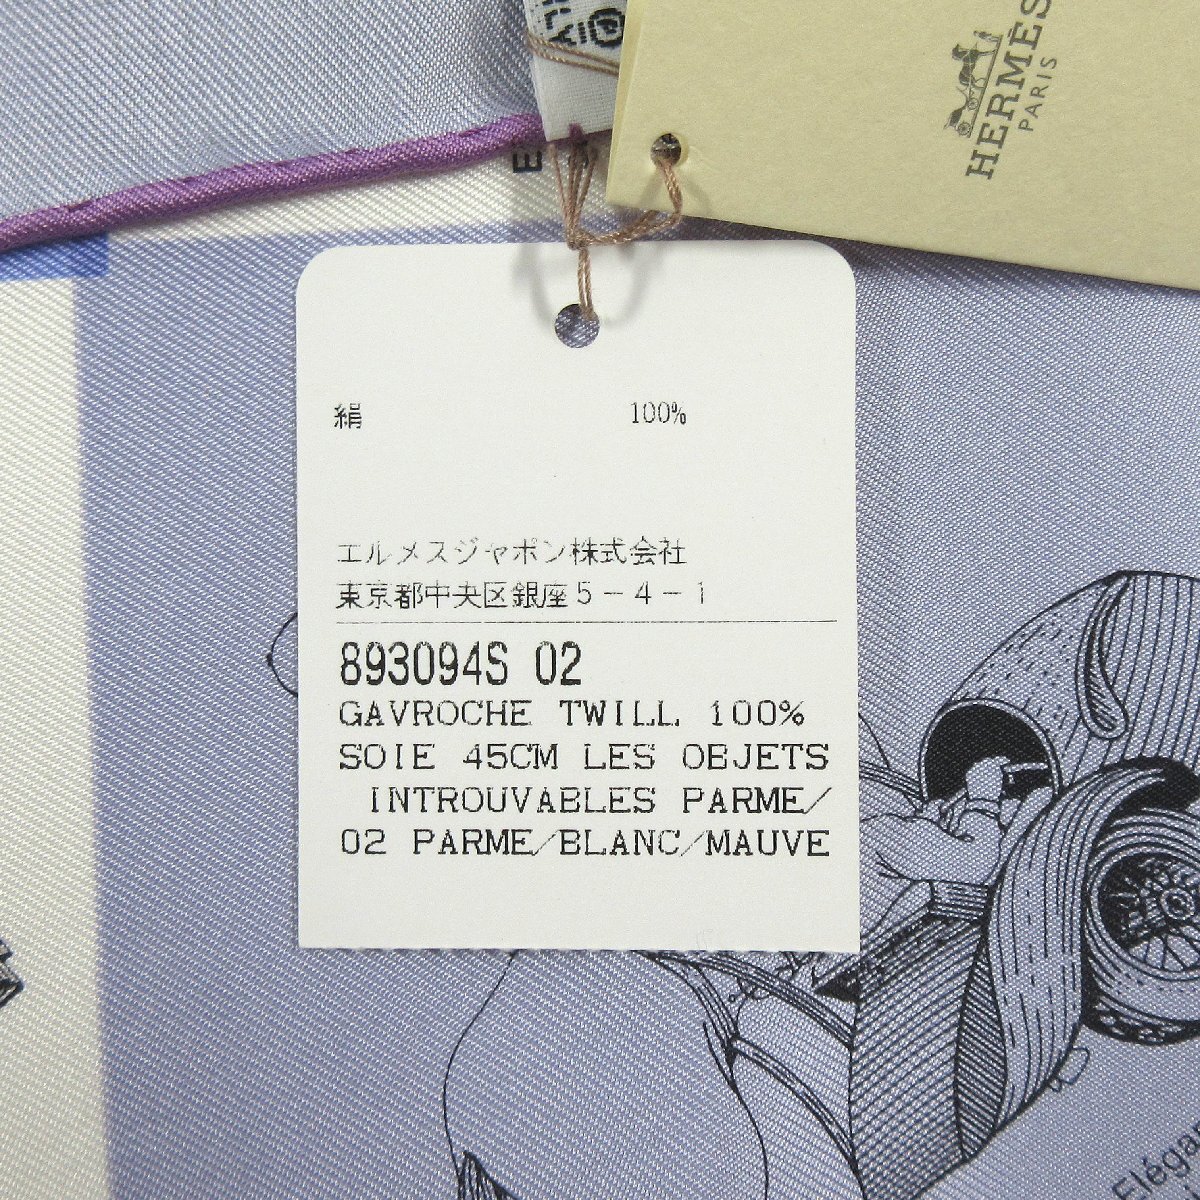 HERMÈS
PARIS
絹 100%
エルメスジャポン株式会社
東京都中央区銀座5-4-1
893094S 02
GAVROCHE TWILL 100%
SOIE 45CM LES OBJETS
INTROUVABLES PARME/
02 PARME/BLANC/MAUVE